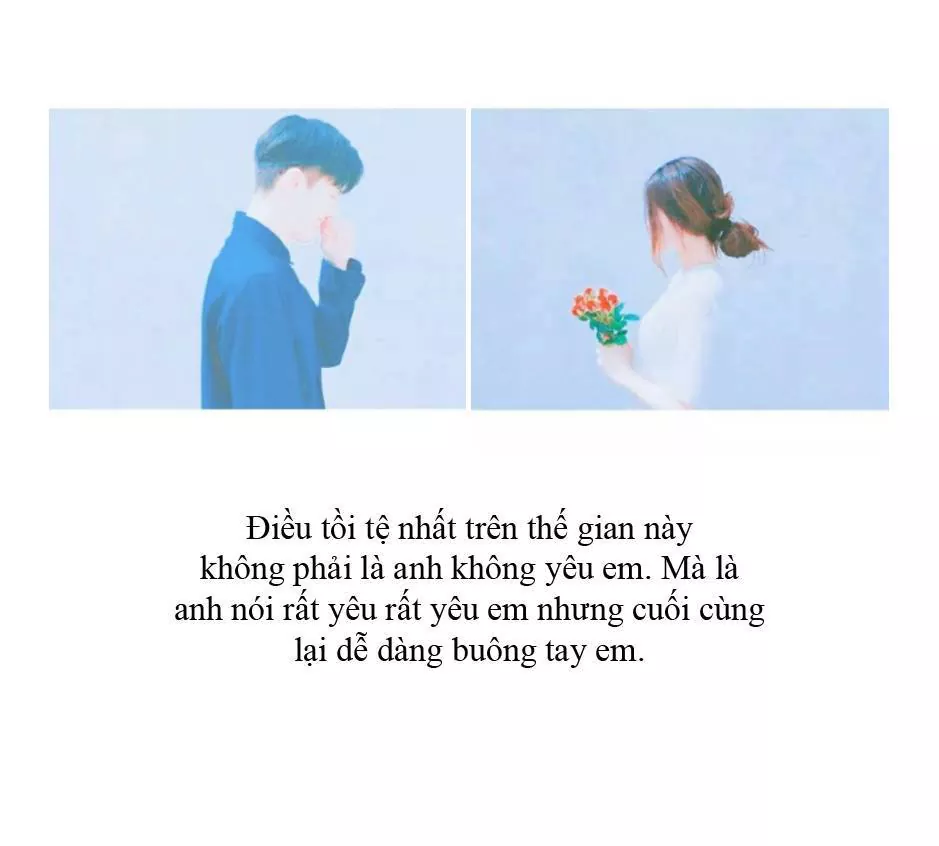 Điều tồi tệ nhất trên thế gian này
không phải là anh không yêu em. Mà là
anh nói rất yêu rất yêu em nhưng cuối cùng
lại dễ dàng buông tay em.